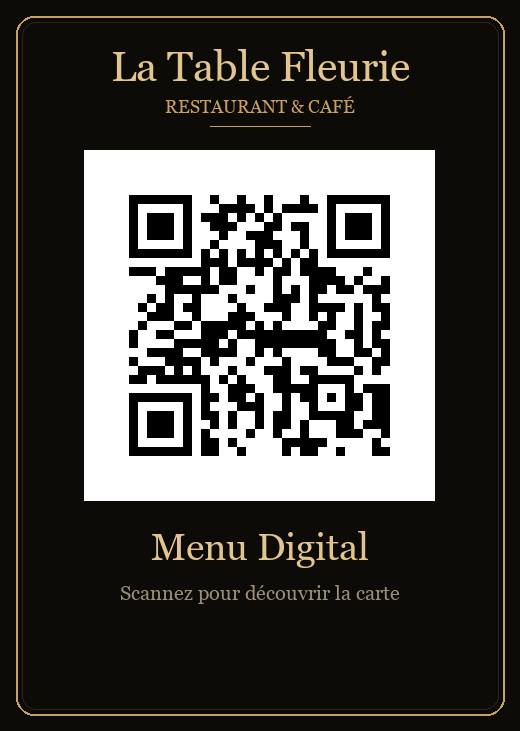 La Table Fleurie
RESTAURANT & CAFÉ
Menu Digital
Scannez pour découvrir la carte